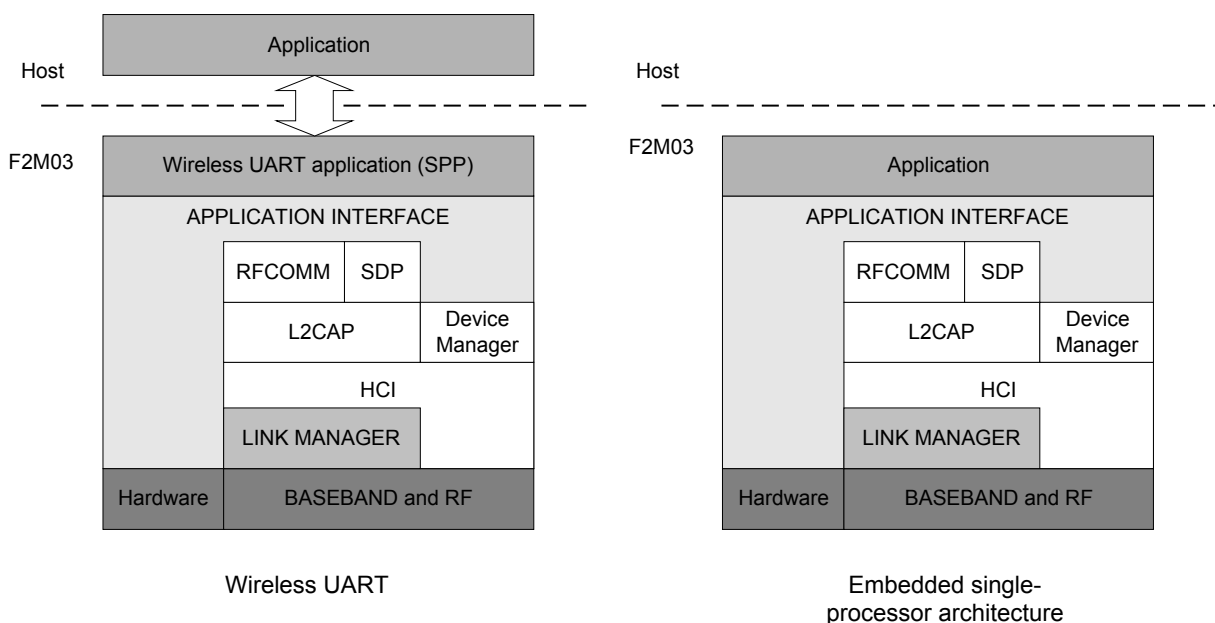 Application
Host
F2M03
Wireless UART application (SPP)
APPLICATION INTERFACE
RFCOMM
SDP
L2CAP
Device
Manager
HCI
LINK MANAGER
Hardware
BASEBAND and RF
Wireless UART
Host
F2M03
Application
APPLICATION INTERFACE
RFCOMM
SDP
L2CAP
Device
Manager
HCI
LINK MANAGER
Hardware
BASEBAND and RF
Embedded single-
processor architecture